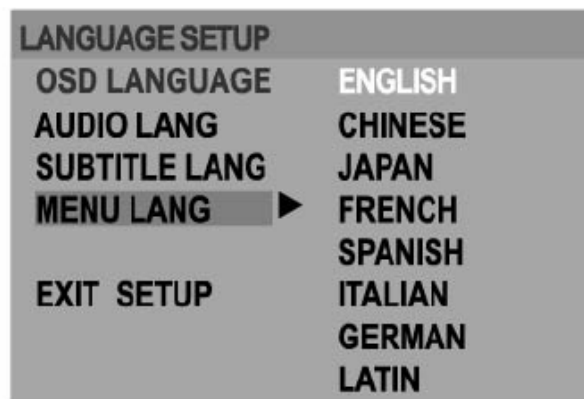 LANGUAGE SETUP
OSD LANGUAGE ENGLISH
AUDIO LANG CHINESE
SUBTITLE LANG JAPAN
MENU LANG FRENCH
SPANISH
EXIT SETUP ITALIAN
GERMAN
LATIN